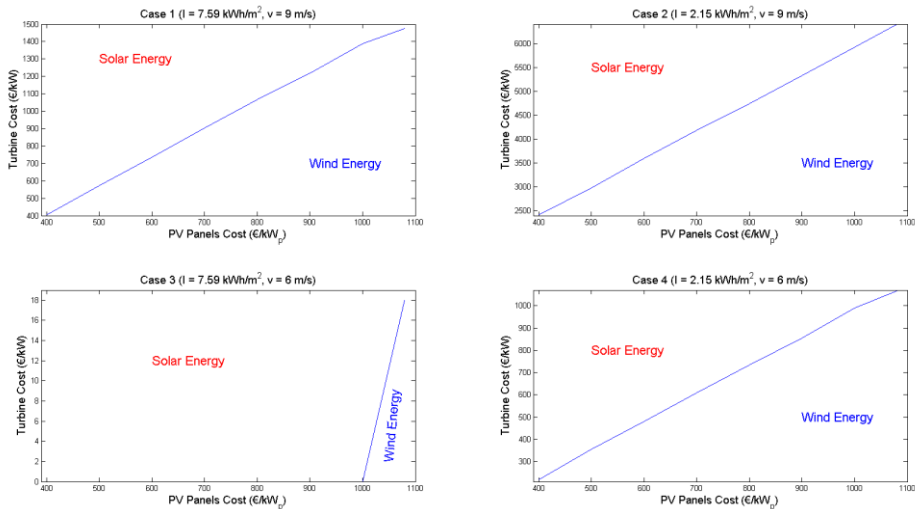 Case 1 (I = 7.59 kWh/m², v = 9 m/s)
1500
1400
1300
1200
1100
1000
900
800
700
600
500
400
Turbine Cost (€/kW)
Solar Energy
Wind Energy
400 500 600 700 800 900 1000 1100
PV Panels Cost (€/kWp)
Case 2 (I = 2.15 kWh/m², v = 9 m/s)
6000
5500
5000
4500
4000
3500
3000
2500
Turbine Cost (€/kW)
Solar Energy
Wind Energy
400 500 600 700 800 900 1000 1100
PV Panels Cost (€/kWp)
Case 3 (I = 7.59 kWh/m², v = 6 m/s)
18
16
14
12
10
8
6
4
2
0
Turbine Cost (€/kW)
Solar Energy
Wind Energy
400 500 600 700 800 900 1000 1100
PV Panels Cost (€/kWp)
Case 4 (I = 2.15 kWh/m², v = 6 m/s)
1000
900
800
700
600
500
400
300
Turbine Cost (€/kW)
Solar Energy
Wind Energy
400 500 600 700 800 900 1000 1100
PV Panels Cost (€/kWp)